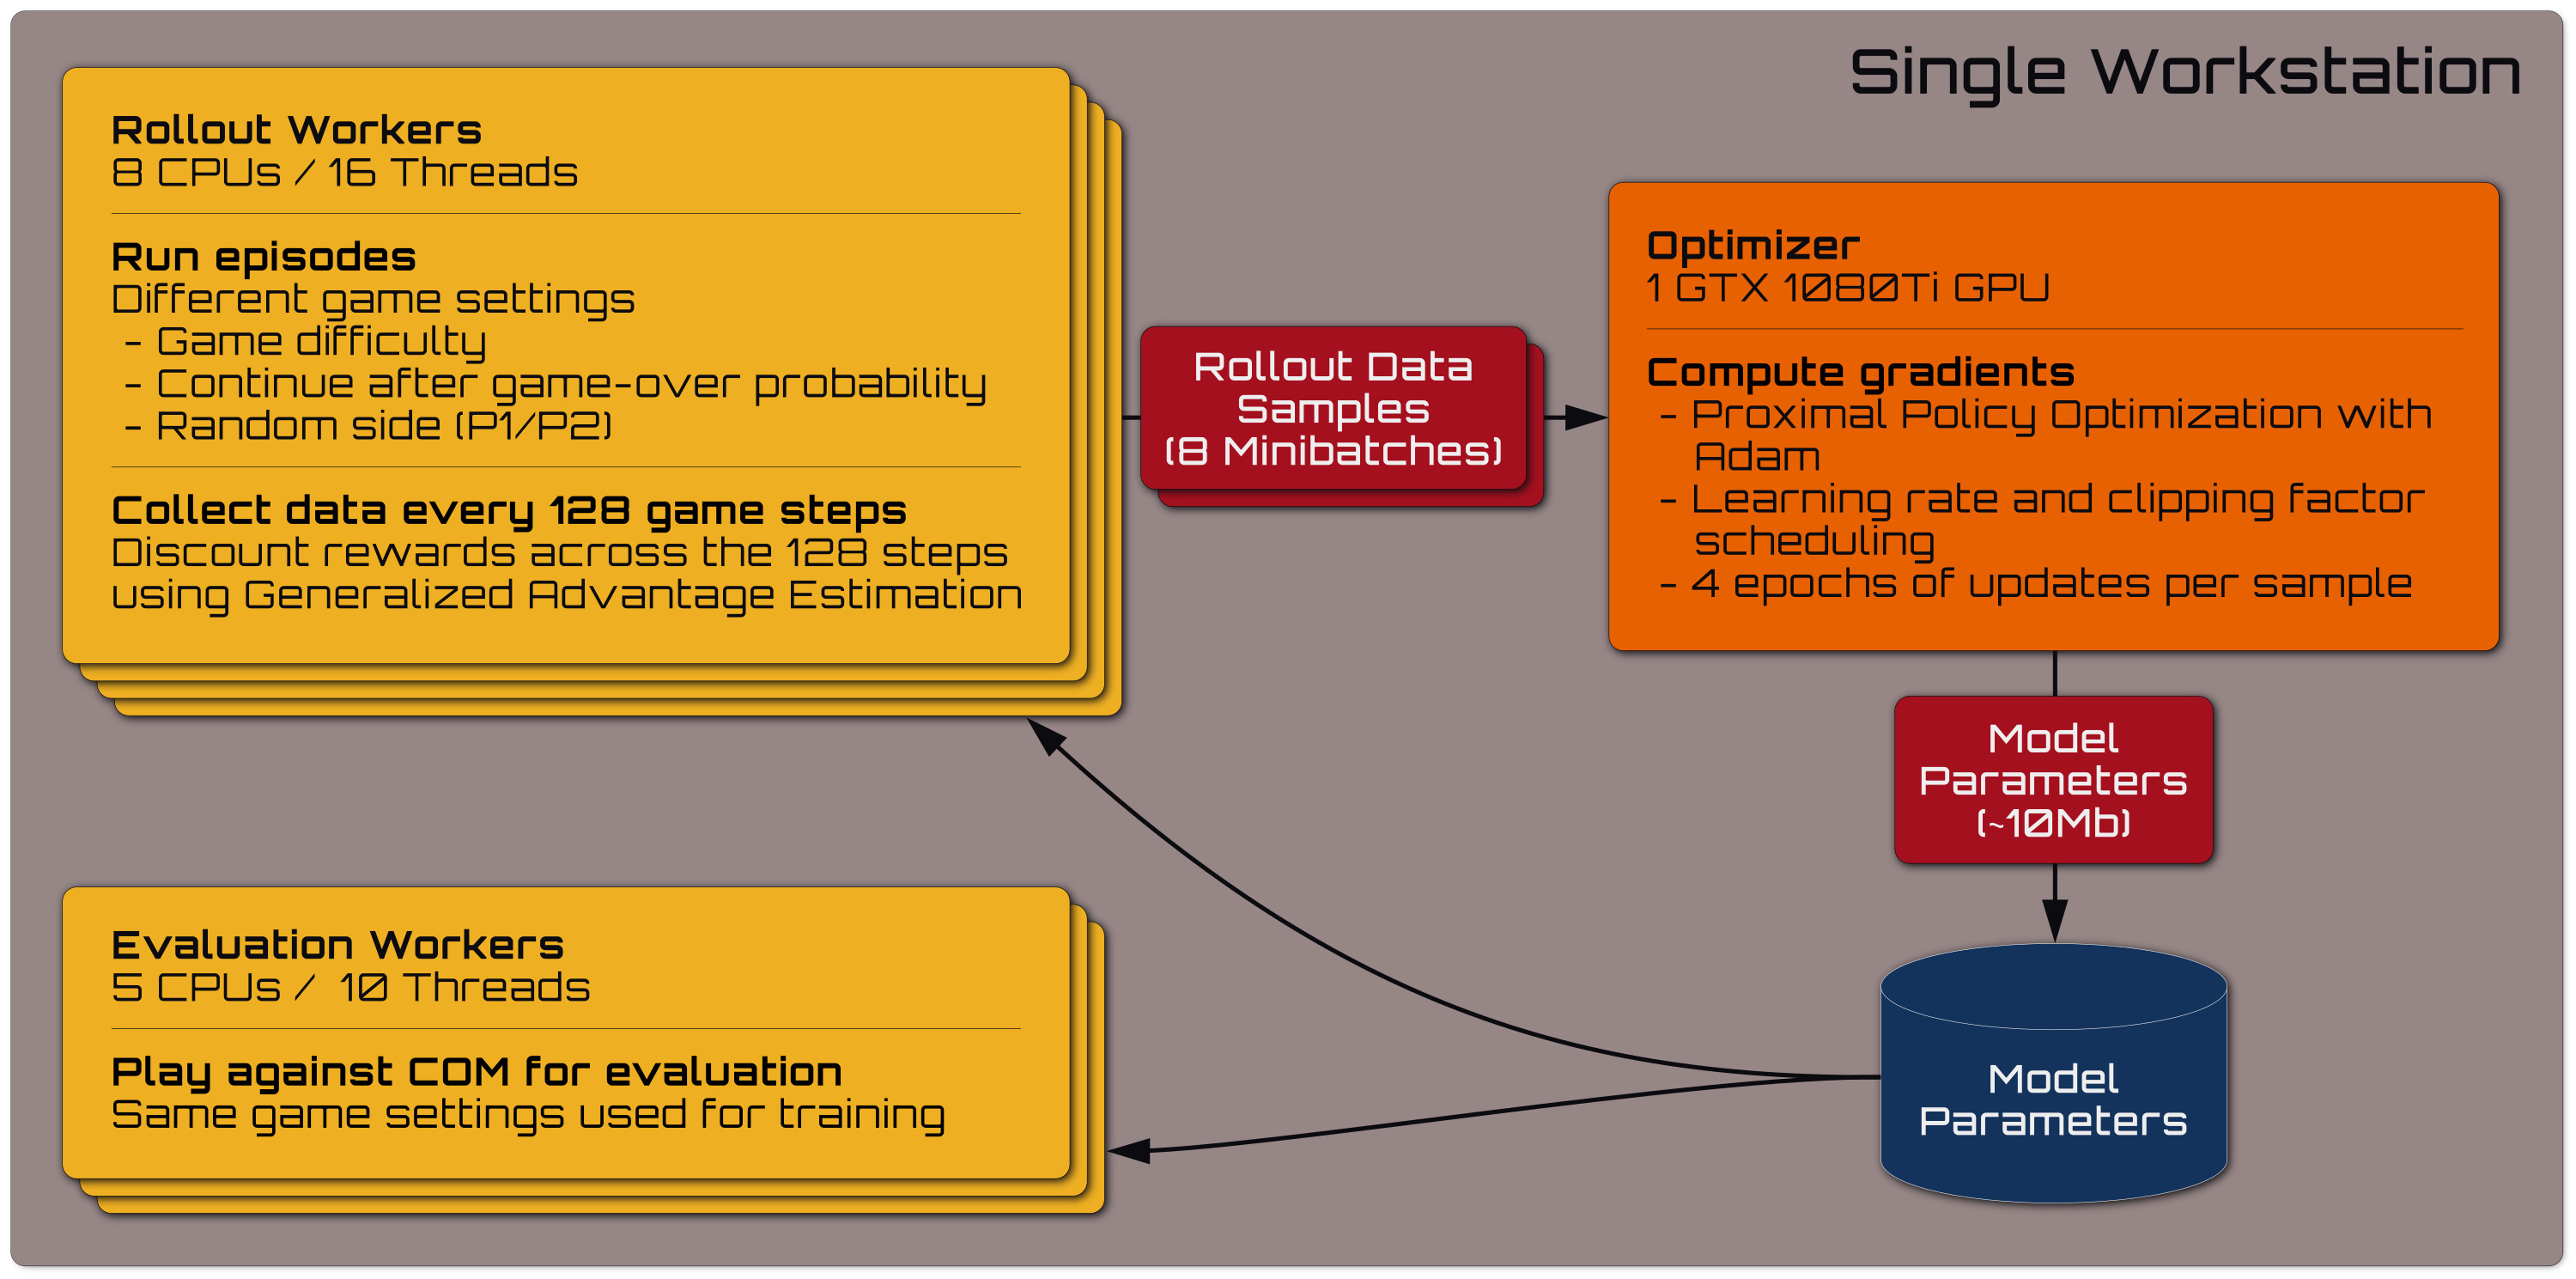 Single Workstation
Rollout Workers
8 CPUs / 16 Threads
Run episodes
Different game settings
- Game difficulty
- Continue after game-over probability
- Random side (P1/P2)
Collect data every 128 game steps
Discount rewards across the 128 steps
using Generalized Advantage Estimation
Rollout Data
Samples
(8 Minibatches)
Optimizer
1 GTX 1080Ti GPU
Compute gradients
- Proximal Policy Optimization with
Adam
- Learning rate and clipping factor
scheduling
- 4 epochs of updates per sample
Model
Parameters
(~10Mb)
Model
Parameters
Evaluation Workers
5 CPUs / 10 Threads
Play against COM for evaluation
Same game settings used for training